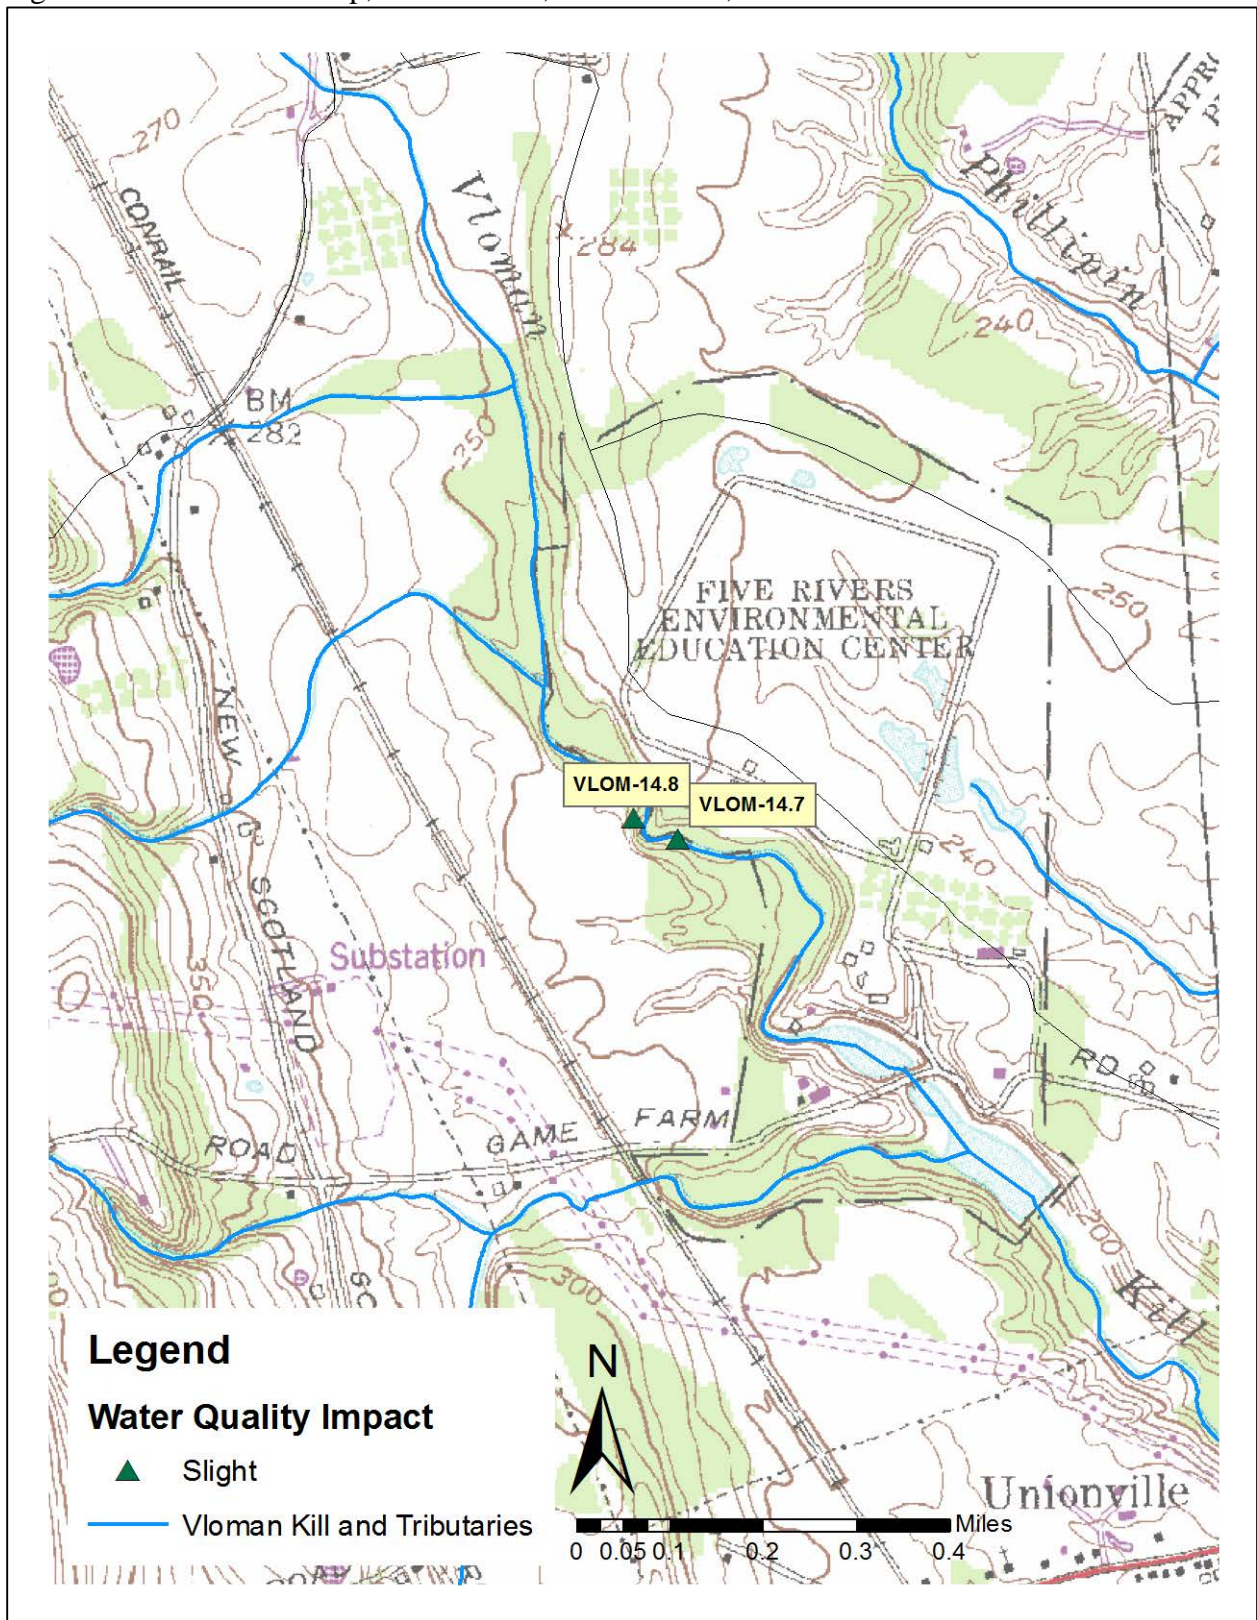 270
CONRAIL
Vloman
284
Phillipin
240
APPRO
BM
282
250
FIVE RIVERS
ENVIRONMENTAL
EDUCATION CENTER
250
NEW
SCOTLAND
VLOM-14.8
VLOM-14.7
240
Substation
350
RD
FARM
GAME
ROAD
200
Kill
300
Legend
Water Quality Impact
Slight
Vloman Kill and Tributaries
N
Unionville
Miles
0 0.05 0.1 0.2 0.3 0.4